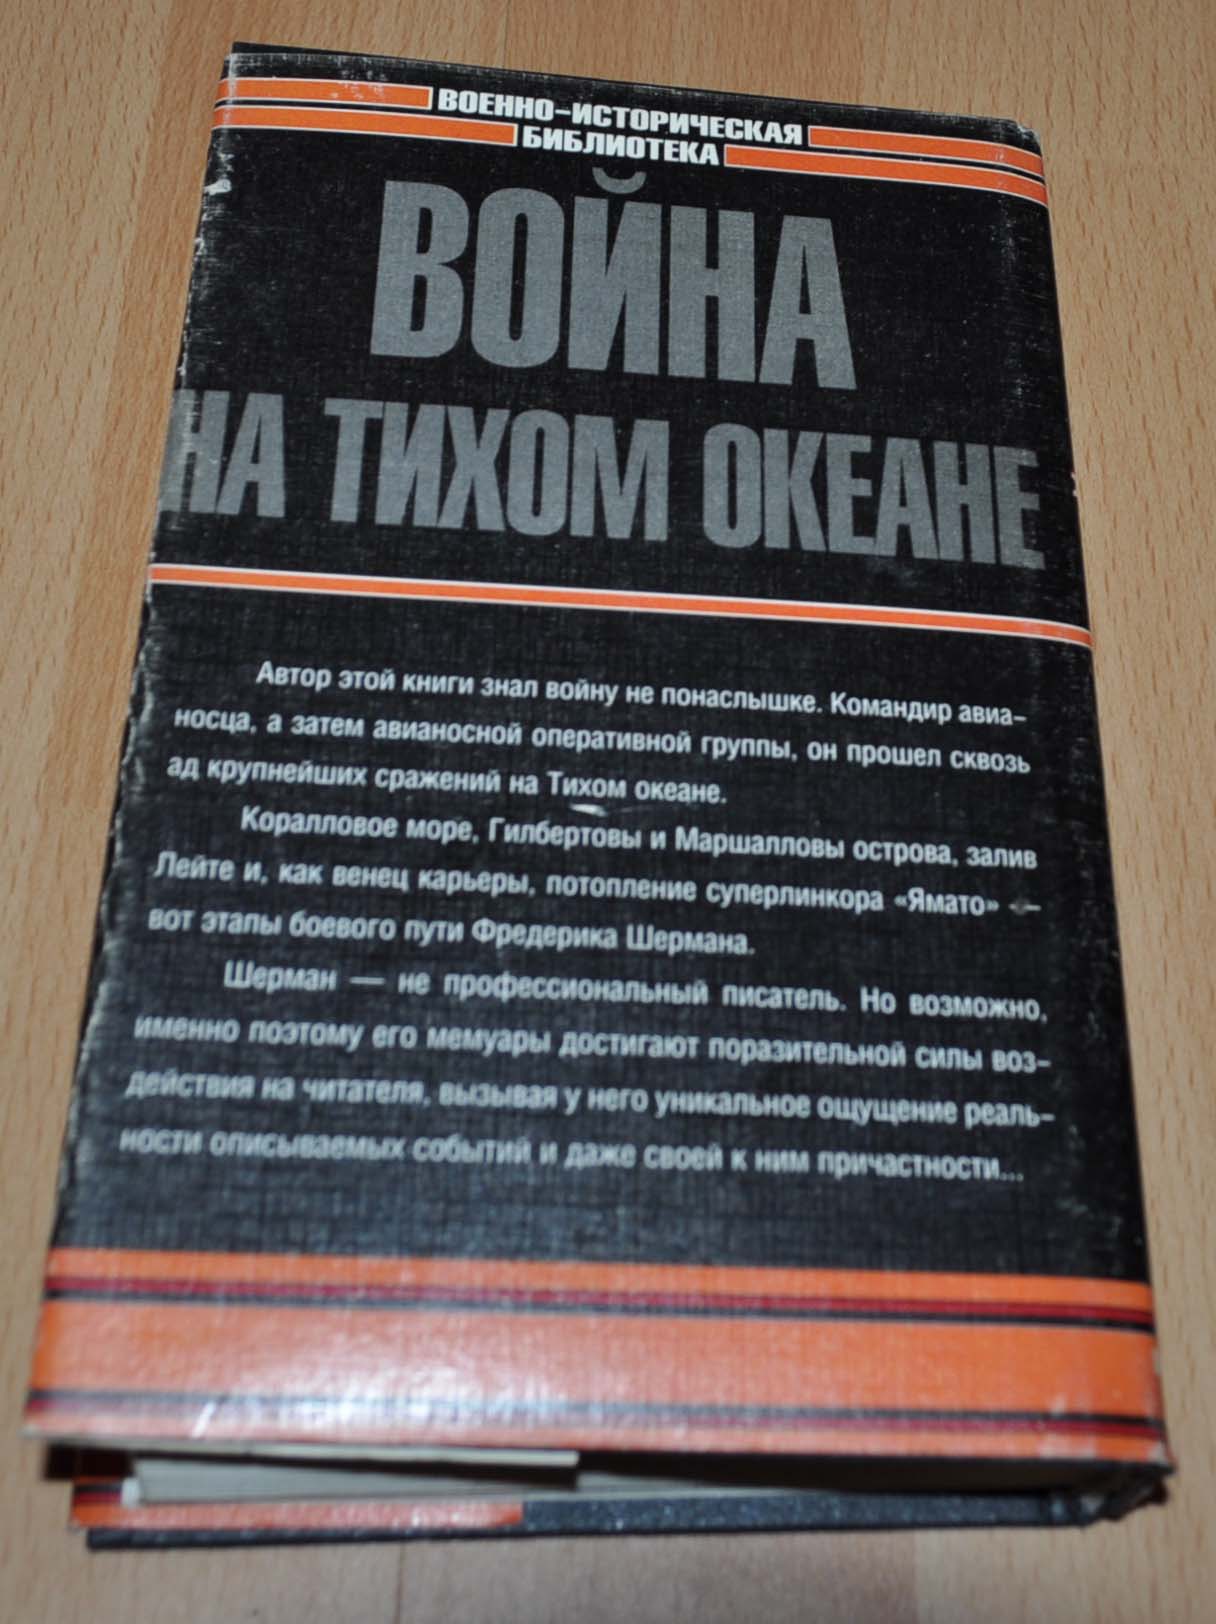 ВОЕННО-ИСТОРИЧЕСКАЯ
БИБЛИОТЕКА
ВОЙНА
НА ТИХОМ ОКЕАНЕ
Автор этой книги знал войну не понаслышке. Командир авиа-
носца, а затем авианосной оперативной группы, он прошел сквозь
ад крупнейших сражений на Тихом океане.
Коралловое море, Гилбертовы и Маршалловы острова, залив
Лейте и, как венец карьеры, потопление суперлинкора «Ямато» —
вот этапы боевого пути Фредерика Шермана.
Шерман — не профессиональный писатель. Но возможно,
именно поэтому его мемуары достигают поразительной силы воз-
действия на читателя, вызывая у него уникальное ощущение реаль-
ности описываемых событий и даже своей к ним причастности...